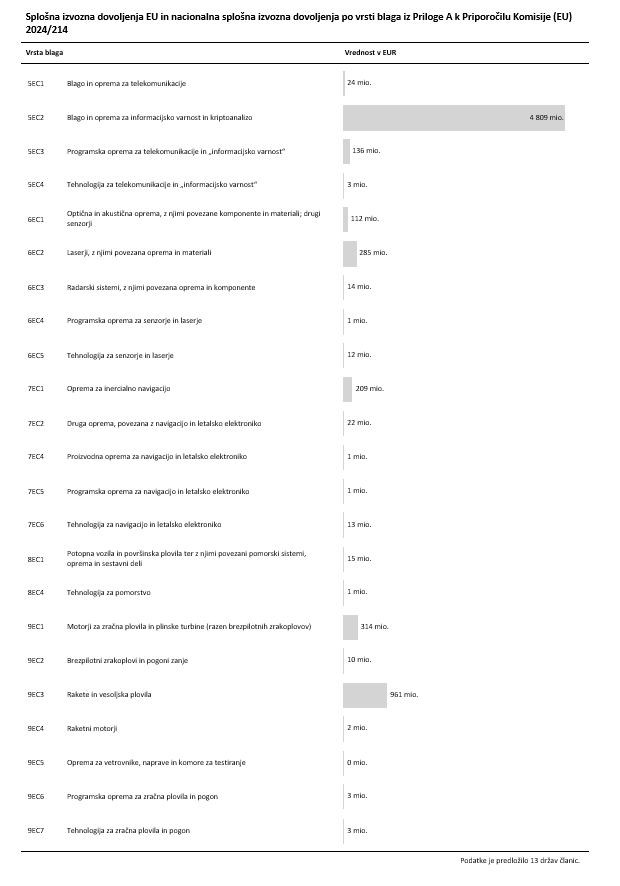 Splošna izvozna dovoljenja EU in nacionalna splošna izvozna dovoljenja po vrsti blaga iz Priloge A k Priporočilu Komisije (EU)
2024/214
Vrsta blaga Vrednost v EUR
5EC1 Blago in oprema za telekomunikacije 24 mio.
5EC2 Blago in oprema za informacijsko varnost in kriptoanalizo 4 809 mio.
5EC3 Programska oprema za telekomunikacije in „informacijsko varnost“ 136 mio.
5EC4 Tehnologija za telekomunikacije in „informacijsko varnost“ 3 mio.
6EC1 Optična in akustična oprema, z njimi povezane komponente in materiali; drugi
senzorji 112 mio.
6EC2 Laserji, z njimi povezana oprema in materiali 285 mio.
6EC3 Radarski sistemi, z njimi povezana oprema in komponente 14 mio.
6EC4 Programska oprema za senzorje in laserje 1 mio.
6EC5 Tehnologija za senzorje in laserje 12 mio.
7EC1 Oprema za inercialno navigacijo 209 mio.
7EC2 Druga oprema, povezana z navigacijo in letalsko elektroniko 22 mio.
7EC4 Proizvodna oprema za navigacijo in letalsko elektroniko 1 mio.
7EC5 Programska oprema za navigacijo in letalsko elektroniko 1 mio.
7EC6 Tehnologija za navigacijo in letalsko elektroniko 13 mio.
8EC1 Potopna vozila in površinska plovila ter z njimi povezani pomorski sistemi,
oprema in sestavni deli 15 mio.
8EC4 Tehnologija za pomorstvo 1 mio.
9EC1 Motorji za zračna plovila in plinske turbine (razen brezpilotnih zrakoplovov) 314 mio.
9EC2 Brezpilotni zrakoplovi in pogoni zanje 10 mio.
9EC3 Rakete in vesoljska plovila 961 mio.
9EC4 Raketni motorji 2 mio.
9EC5 Oprema za vetrovnike, naprave in komore za testiranje 0 mio.
9EC6 Programska oprema za zračna plovila in pogon 3 mio.
9EC7 Tehnologija za zračna plovila in pogon 3 mio.
Podatke je predložilo 13 držav članic.